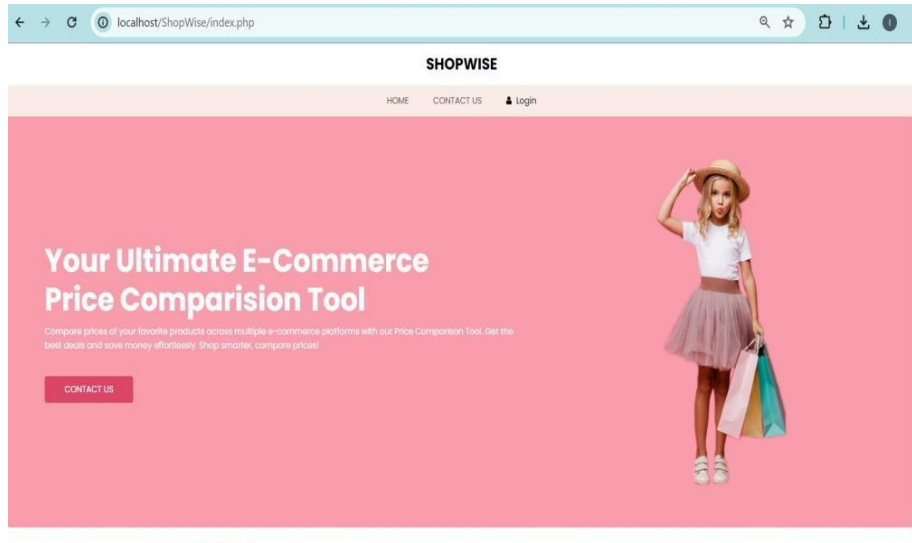 localhost/ShopWise/index.php
SHOPWISE
HOME CONTACT US Login
Your Ultimate E-Commerce
Price Comparision Tool
Compare prices of your favorite products across multiple e-commerce platforms with our Price Comparison Tool. Get the
best deals and save money effortlessly. Shop smarter, compare prices!
CONTACT US